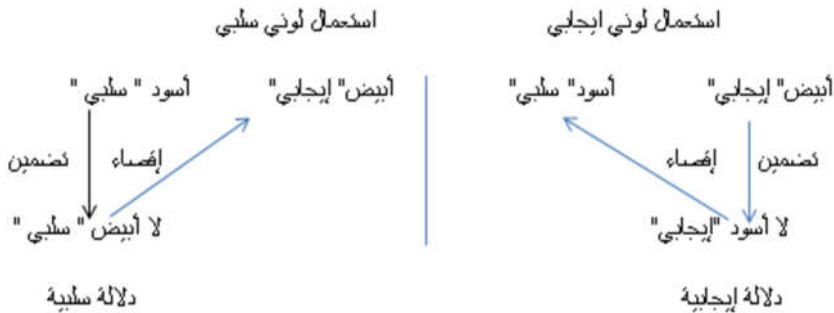 استعمال لوني ايجابي استعمال لوني سلبي
أبيض" إيجابي" أسود" سلبي" أبيض" إيجابي" أسود " سلبي "
تضمين إقصاء إقصاء تضمين
لا أسود "إيجابي" لا أبيض " سلبي "
دلالة إيجابية دلالة سلبية